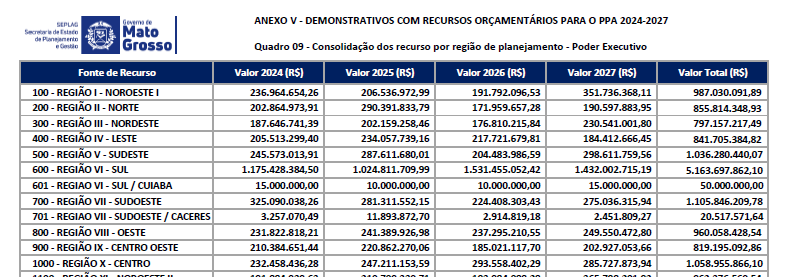 ANEXO V - DEMONSTRATIVOS COM RECURSOS ORÇAMENTÁRIOS PARA O PPA 2024-2027
SEPLAG
Secretaria de Estado
de Planejamento
e Gestão
Governo de
Mato
Grosso
Quadro 09 - Consolidação dos recurso por região de planejamento - Poder Executivo
Fonte de Recurso Valor 2024 (R$) Valor 2025 (R$) Valor 2026 (R$) Valor 2027 (R$) Valor Total (R$)
100 - REGIÃO I - NOROESTE I 236.964.654,26 206.536.972,99 191.792.096,53 351.736.368,11 987.030.091,89
200 - REGIÃO II - NORTE 202.864.973,91 290.391.833,79 171.959.657,28 190.597.883,95 855.814.348,93
300 - REGIÃO III - NORDESTE 187.646.741,39 202.159.258,46 176.810.215,84 230.541.001,80 797.157.217,49
400 - REGIÃO IV - LESTE 205.513.299,40 234.057.739,16 217.721.679,81 184.412.666,45 841.705.384,82
500 - REGIÃO V - SUDESTE 245.573.013,91 287.611.680,01 204.483.986,59 298.611.759,56 1.036.280.440,07
600 - REGIÃO VI - SUL 1.175.428.384,50 1.024.811.709,99 1.531.455.052,42 1.432.002.715,19 5.163.697.862,10
601 - REGIAO VI - SUL / CUIABA 15.000.000,00 10.000.000,00 10.000.000,00 15.000.000,00 50.000.000,00
700 - REGIÃO VII - SUDOESTE 325.090.038,26 281.311.552,15 224.408.303,43 275.036.315,94 1.105.846.209,78
701 - REGIAO VII - SUDOESTE / CACERES 3.257.070,49 11.893.872,70 2.914.819,18 2.451.809,27 20.517.571,64
800 - REGIÃO VIII - OESTE 231.822.818,21 241.389.926,98 237.295.210,55 249.550.472,80 960.058.428,54
900 - REGIÃO IX - CENTRO OESTE 210.384.651,44 220.862.270,06 185.021.117,70 202.927.053,66 819.195.092,86
1000 - REGIÃO X - CENTRO 232.458.436,28 247.211.153,59 293.558.402,29 285.727.873,94 1.058.955.866,10